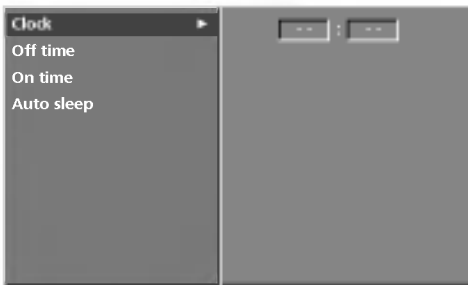 Clock ►
-- : --
Off time
On time
Auto sleep